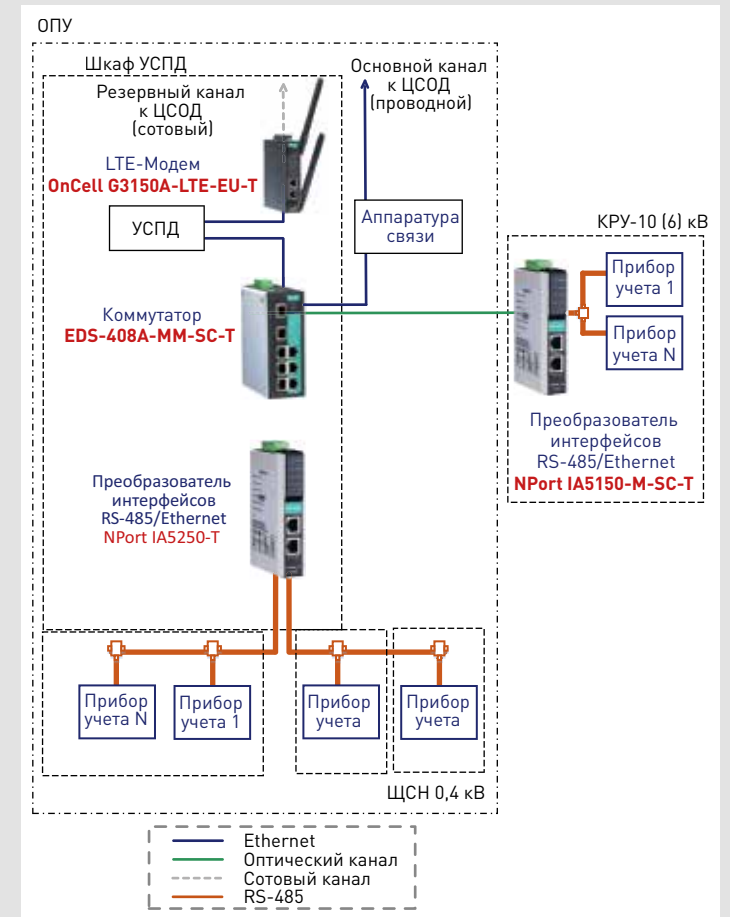 ОПУ
Шкаф УСПД
Резервный канал
к ЦСОД
(сотовый)
Основной канал
к ЦСОД
(проводной)
LTE-Модем
OnCell G3150A-LTE-EU-T
УСПД
Аппаратура
связи
КРУ-10 (6) кВ
Прибор
учета 1
Прибор
учета N
Коммутатор
EDS-408A-MM-SC-T
Преобразователь
интерфейсов
RS-485/Ethernet
NPort IA5150-M-SC-T
Преобразователь
интерфейсов
RS-485/Ethernet
NPort IA5250-T
Прибор
учета N
Прибор
учета 1
Прибор
учета
Прибор
учета
ЩСН 0,4 кВ
Ethernet
Оптический канал
Сотовый канал
RS-485